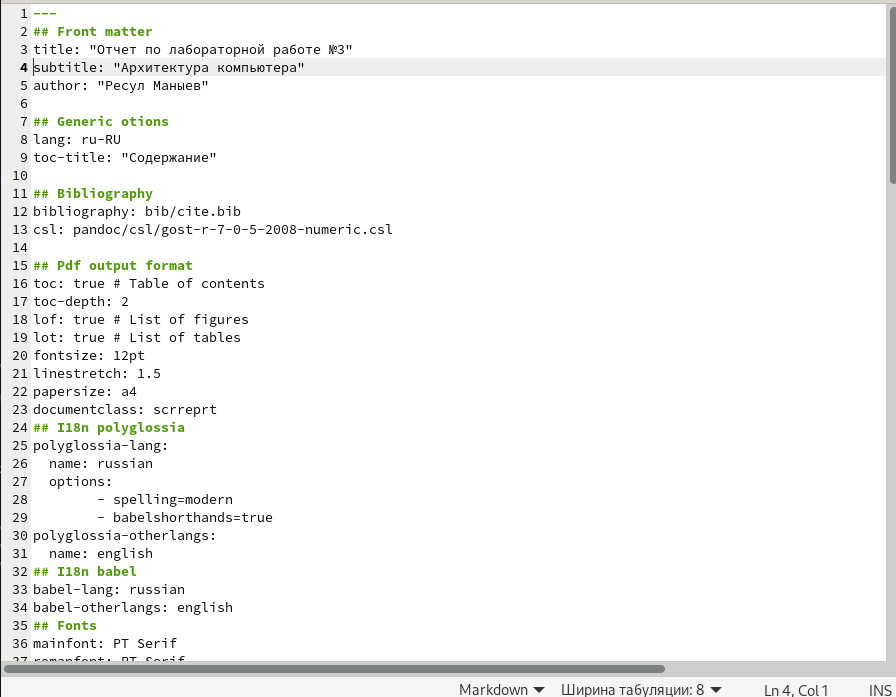 1 ---
2 ## Front matter
3 title: "Отчет по лабораторной работе №3"
4 subtitle: "Архитектура компьютера"
5 author: "Ресул Маныев"
6
7 ## Generic otions
8 lang: ru-RU
9 toc-title: "Содержание"
10
11 ## Bibliography
12 bibliography: bib/cite.bib
13 csl: pandoc/csl/gost-r-7-0-5-2008-numeric.csl
14
15 ## Pdf output format
16 toc: true # Table of contents
17 toc-depth: 2
18 lof: true # List of figures
19 lot: true # List of tables
20 fontsize: 12pt
21 linestretch: 1.5
22 papersize: a4
23 documentclass: scrreprt
24 ## I18n polyglossia
25 polyglossia-lang:
26   name: russian
27   options:
28         - spelling=modern
29         - babelshorthands=true
30 polyglossia-otherlangs:
31   name: english
32 ## I18n babel
33 babel-lang: russian
34 babel-otherlangs: english
35 ## Fonts
36 mainfont: PT Serif
37 romanfont: PT Serif
Markdown Ширина табуляции: 8 Ln 4, Col 1 INS